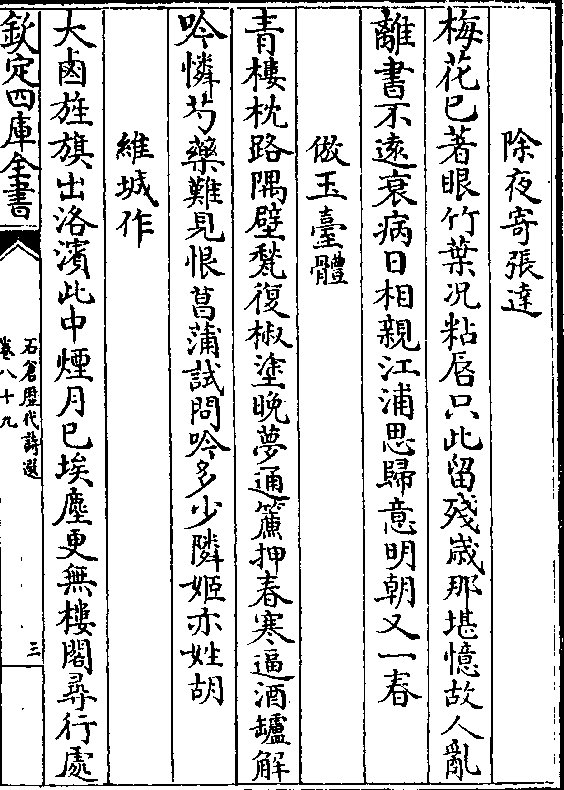 除夜寄張達
梅花已著眼竹葉況粘唇只此留殘歳那堪憶故人亂
離書不逺衰病日相親江浦思歸意明朝又一春
倣玉臺體
青樓枕路隅壁甃復椒塗晚夢通簾押春寒逼酒罏解
吟憐芍藥難見恨菖蒲試問吟多少隣姬亦姓胡
維城作
大鹵旌旗出洛濱此中煙月已埃塵更無樓閣尋行處
欽定四庫全書
石倉歴代詩選
卷八十九
三